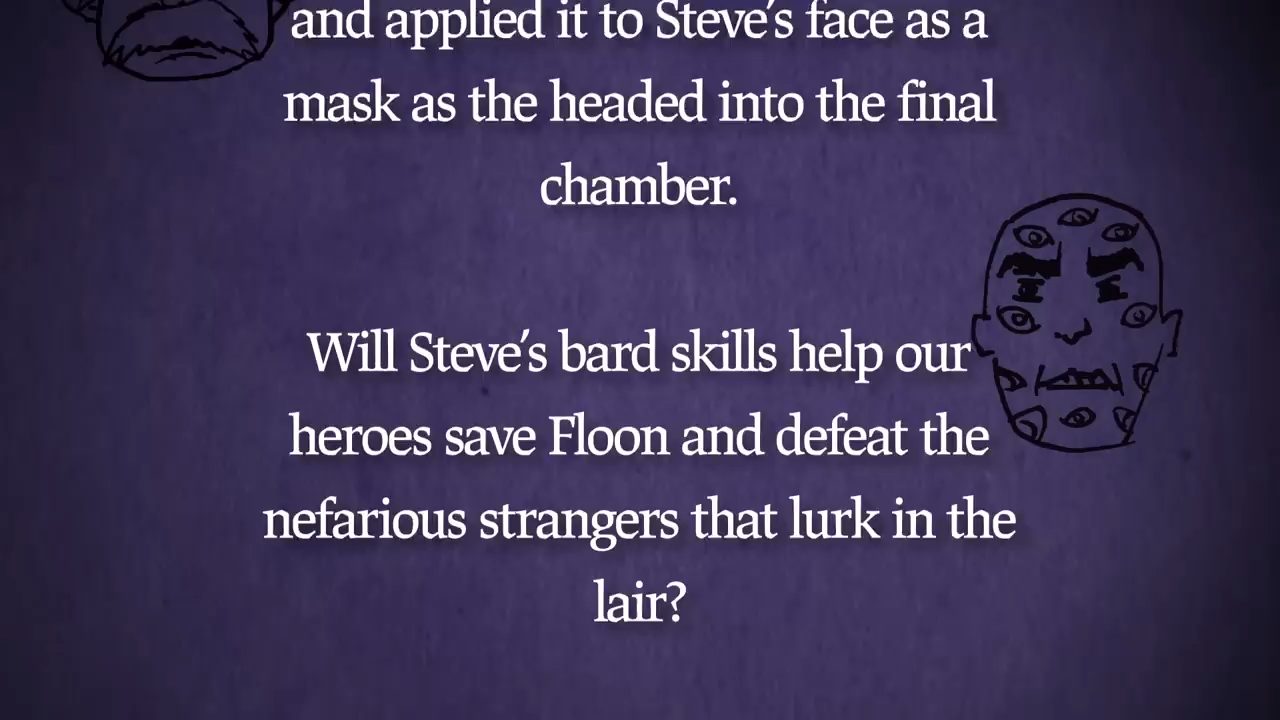 and applied it to Steve's face as a
mask as the headed into the final
chamber.
Will Steve's bard skills help our
heroes save Floon and defeat the
nefarious strangers that lurk in the
lair?